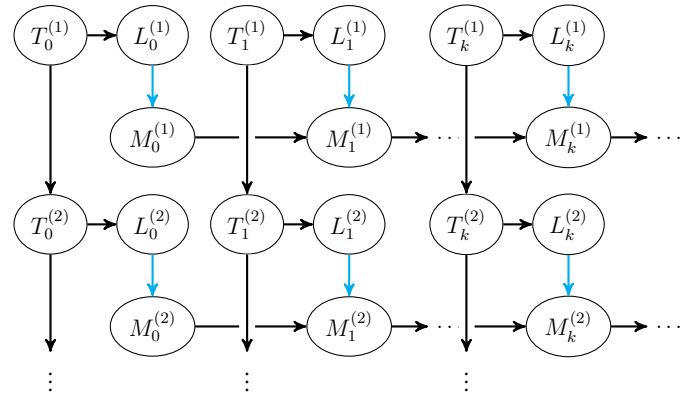 T_0^{(1)} L_0^{(1)} T_1^{(1)} L_1^{(1)} T_k^{(1)} L_k^{(1)}
M_0^{(1)} M_1^{(1)} ⋯ M_k^{(1)} ⋯
T_0^{(2)} L_0^{(2)} T_1^{(2)} L_1^{(2)} T_k^{(2)} L_k^{(2)}
M_0^{(2)} M_1^{(2)} ⋯ M_k^{(2)} ⋯
⋮ ⋮ ⋮